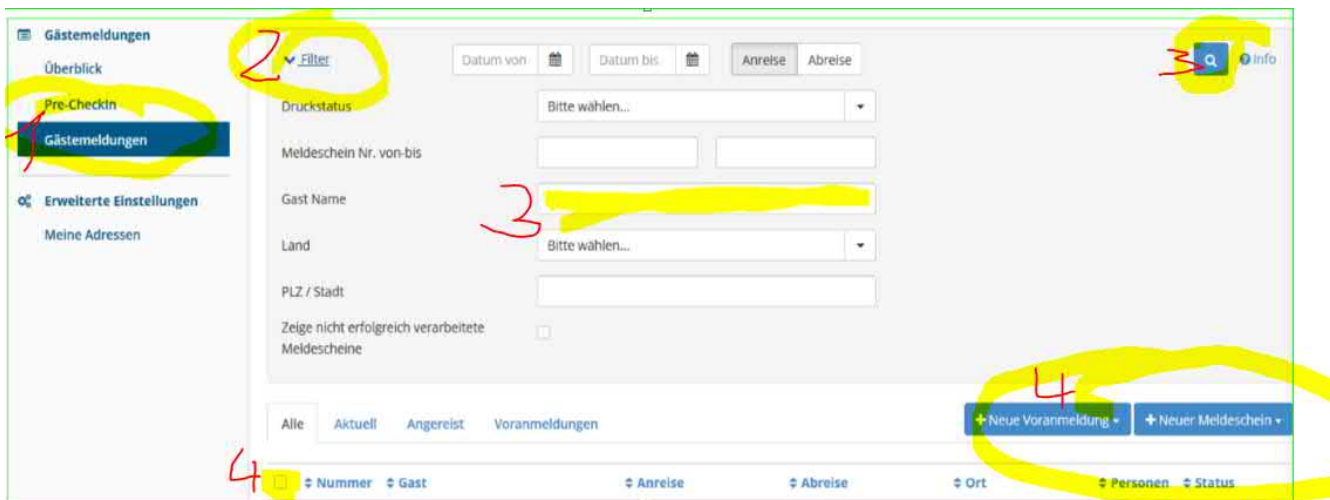 Gästemeldungen
Überblick
Pre-CheckIn
1
Gästemeldungen
Erweiterte Einstellungen
Meine Adressen
2 Filter Datum von Datum bis Anreise Abreise 3 Info
Druckstatus Bitte wählen...
Meldeschein Nr. von-bis
Gast Name 3
Land Bitte wählen...
PLZ / Stadt
Zeige nicht erfolgreich verarbeitete
Meldescheine
4
Alle Aktuell Angereist Voranmeldungen +Neue Voranmeldung +Neuer Meldeschein
4 Nummer Gast Anreise Abreise Ort Personen Status